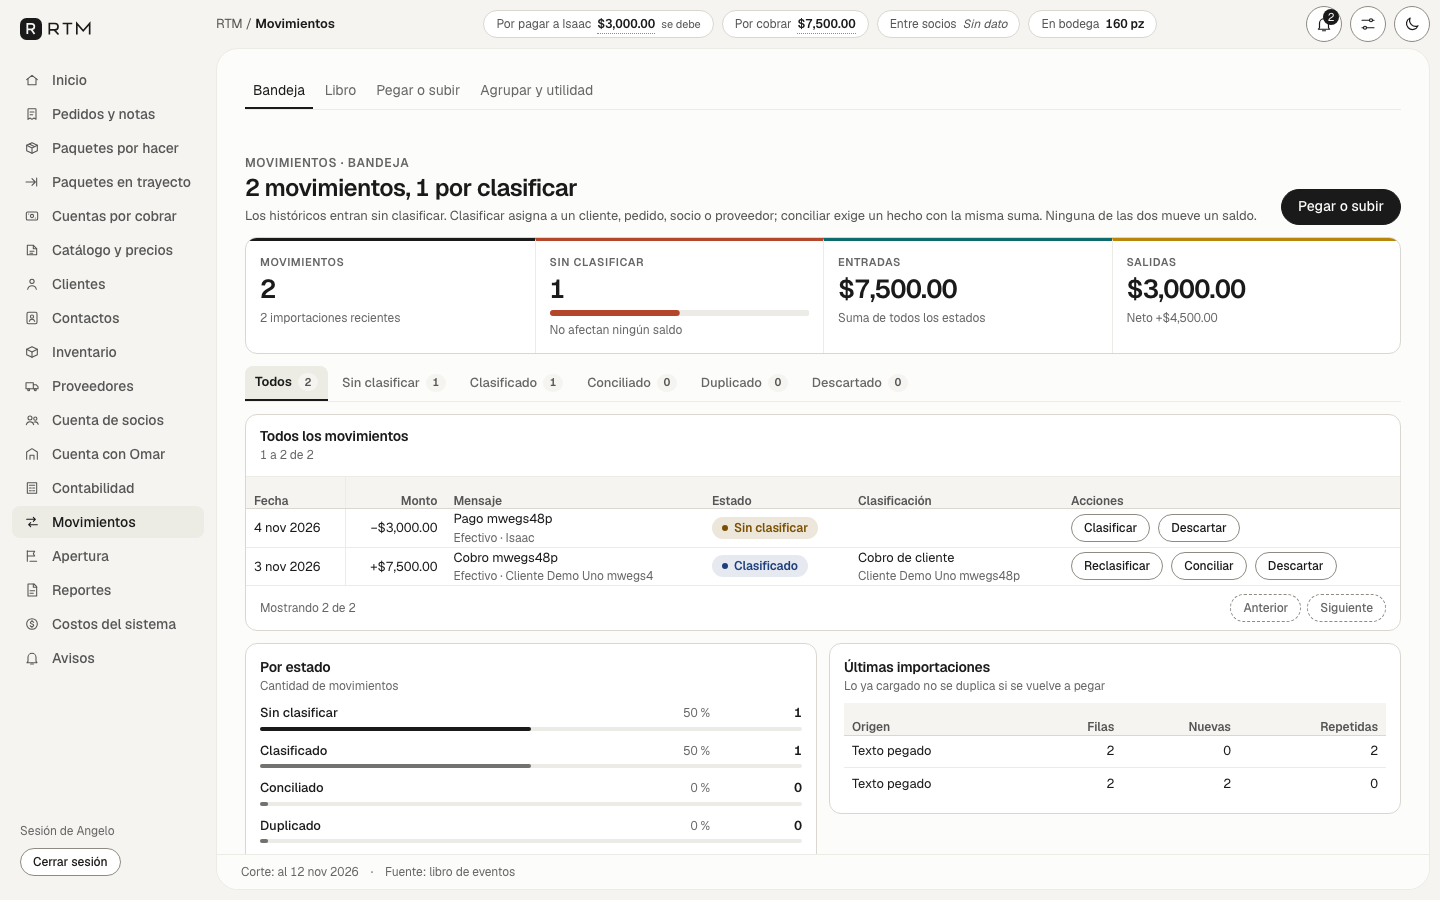 R RTM
RTM / Movimientos
Por pagar a Isaac $3,000.00 se debe
Por cobrar $7,500.00
Entre socios Sin dato
En bodega 160 pz
2
Inicio
Pedidos y notas
Paquetes por hacer
Paquetes en trayecto
Cuentas por cobrar
Catálogo y precios
Clientes
Contactos
Inventario
Proveedores
Cuenta de socios
Cuenta con Omar
Contabilidad
Movimientos
Apertura
Reportes
Costos del sistema
Avisos
Sesión de Angelo
Cerrar sesión
Bandeja Libro Pegar o subir Agrupar y utilidad
MOVIMIENTOS · BANDEJA
2 movimientos, 1 por clasificar
Los históricos entran sin clasificar. Clasificar asigna a un cliente, pedido, socio o proveedor; conciliar exige un hecho con la misma suma. Ninguna de las dos mueve un saldo.
Pegar o subir
MOVIMIENTOS
2
2 importaciones recientes
SIN CLASIFICAR
1
No afectan ningún saldo
ENTRADAS
$7,500.00
Suma de todos los estados
SALIDAS
$3,000.00
Neto +$4,500.00
Todos 2 Sin clasificar 1 Clasificado 1 Conciliado 0 Duplicado 0 Descartado 0
Todos los movimientos
1 a 2 de 2
Fecha Monto Mensaje Estado Clasificación Acciones
4 nov 2026 −$3,000.00 Pago mwegs48p Sin clasificar Clasificar Descartar
Efectivo · Isaac
3 nov 2026 +$7,500.00 Cobro mwegs48p Clasificado Cobro de cliente Reclasificar Conciliar Descartar
Efectivo · Cliente Demo Uno mwegs4 Cliente Demo Uno mwegs48p
Mostrando 2 de 2 Anterior Siguiente
Por estado
Cantidad de movimientos
Sin clasificar 50 % 1
Clasificado 50 % 1
Conciliado 0 % 0
Duplicado 0 % 0
Últimas importaciones
Lo ya cargado no se duplica si se vuelve a pegar
Origen Filas Nuevas Repetidas
Texto pegado 2 0 2
Texto pegado 2 2 0
Corte: al 12 nov 2026 · Fuente: libro de eventos